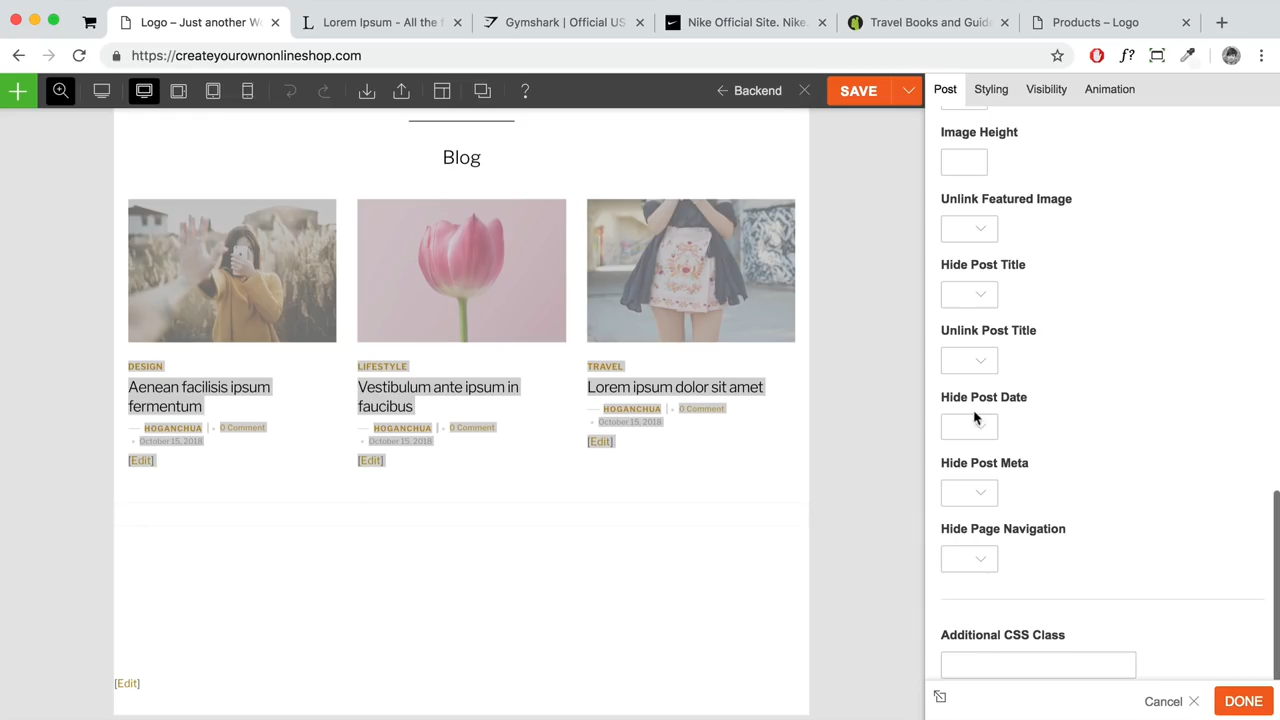 Logo – Just another Wo
Lorem Ipsum - All the f
Gymshark | Official US
Nike Official Site. Nike.
Travel Books and Guide
Products – Logo
https://createyourownonlineshop.com
f?
?
Backend
SAVE
Post
Styling
Visibility
Animation
Image Height
Unlink Featured Image
Hide Post Title
Unlink Post Title
Hide Post Date
Hide Post Meta
Hide Page Navigation
Additional CSS Class
Cancel
DONE
Blog
DESIGN
Aenean facilisis ipsum
fermentum
HOGANCHUA | • 0 Comment
• October 15, 2018
[Edit]
LIFESTYLE
Vestibulum ante ipsum in
faucibus
HOGANCHUA | • 0 Comment
• October 15, 2018
[Edit]
TRAVEL
Lorem ipsum dolor sit amet
HOGANCHUA | • 0 Comment
• October 15, 2018
[Edit]
[Edit]